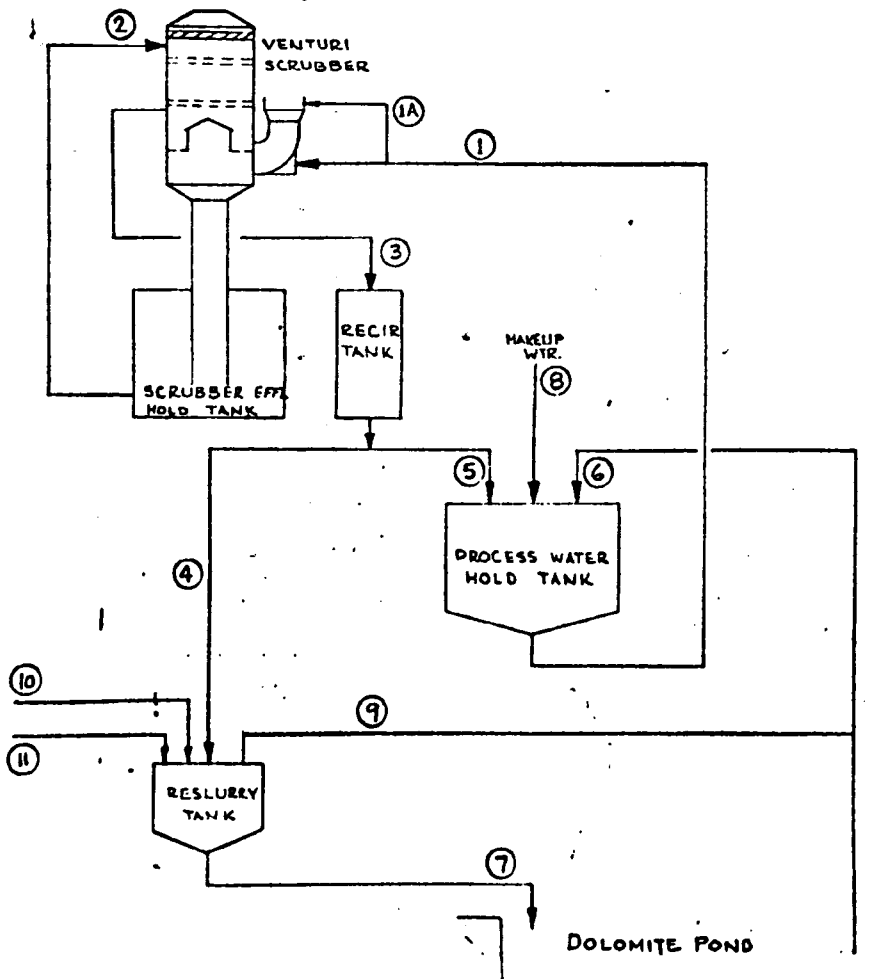 2
VENTURI
SCRUBBER
1A
1
3
RECIR
TANK
MAKEUP
WTR.
8
SCRUBBER EFFL
HOLD TANK
5
6
PROCESS WATER
HOLD TANK
4
10
9
11
RESLURRY
TANK
7
DOLOMITE POND